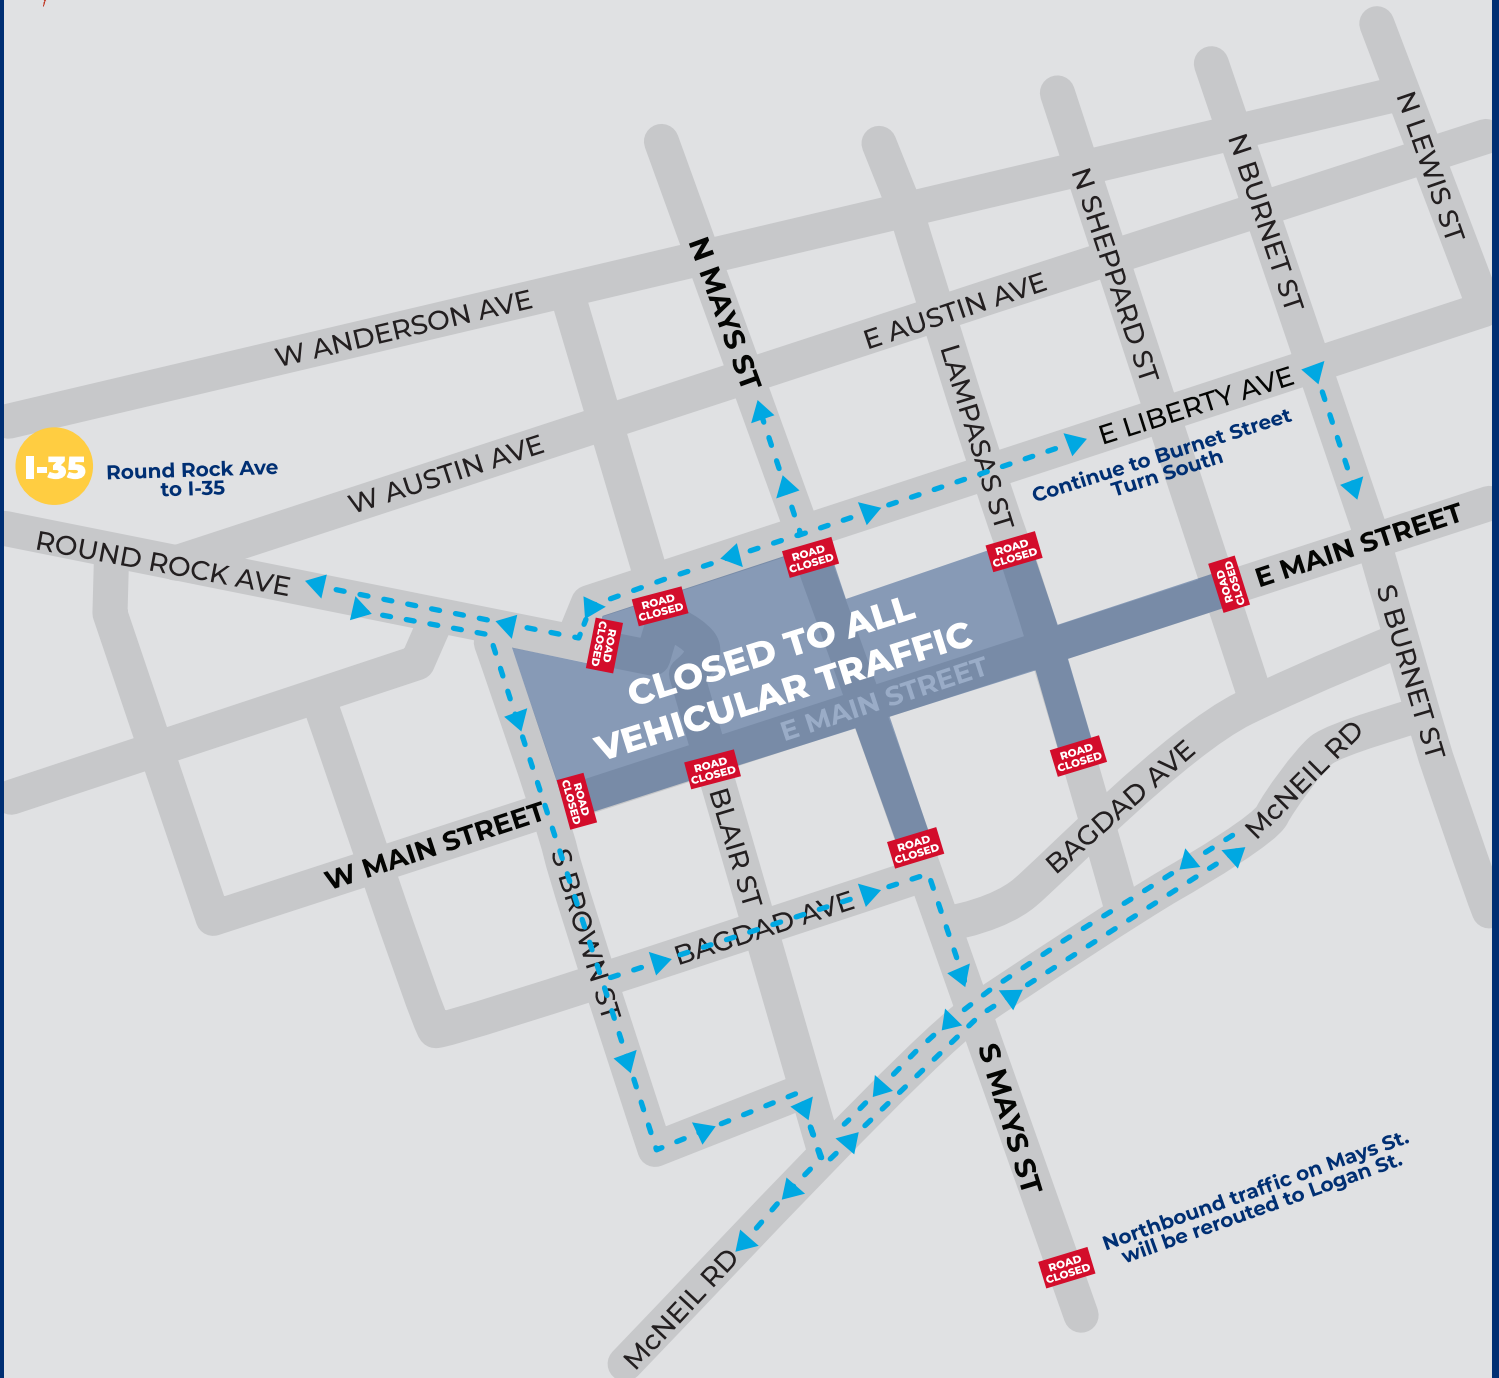 N LEWIS ST
N BURNET ST
N SHEPPARD ST
N MAYS ST
W ANDERSON AVE
E AUSTIN AVE
LAMPASAS ST
E LIBERTY AVE
Continue to Burnet Street
Turn South
I-35
Round Rock Ave
to I-35
W AUSTIN AVE
ROUND ROCK AVE
E MAIN STREET
ROAD
CLOSED
ROAD
CLOSED
ROAD
CLOSED
ROAD
CLOSED
ROAD
CLOSED
CLOSED TO ALL
VEHICULAR TRAFFIC
E MAIN STREET
S BURNET ST
ROAD
CLOSED
ROAD
CLOSED
ROAD
CLOSED
ROAD
CLOSED
W MAIN STREET
BLAIR ST
BAGDAD AVE
McNEIL RD
S BROWN ST
BAGDAD AVE
S MAYS ST
Northbound traffic on Mays St.
will be rerouted to Logan St.
ROAD
CLOSED
McNEIL RD